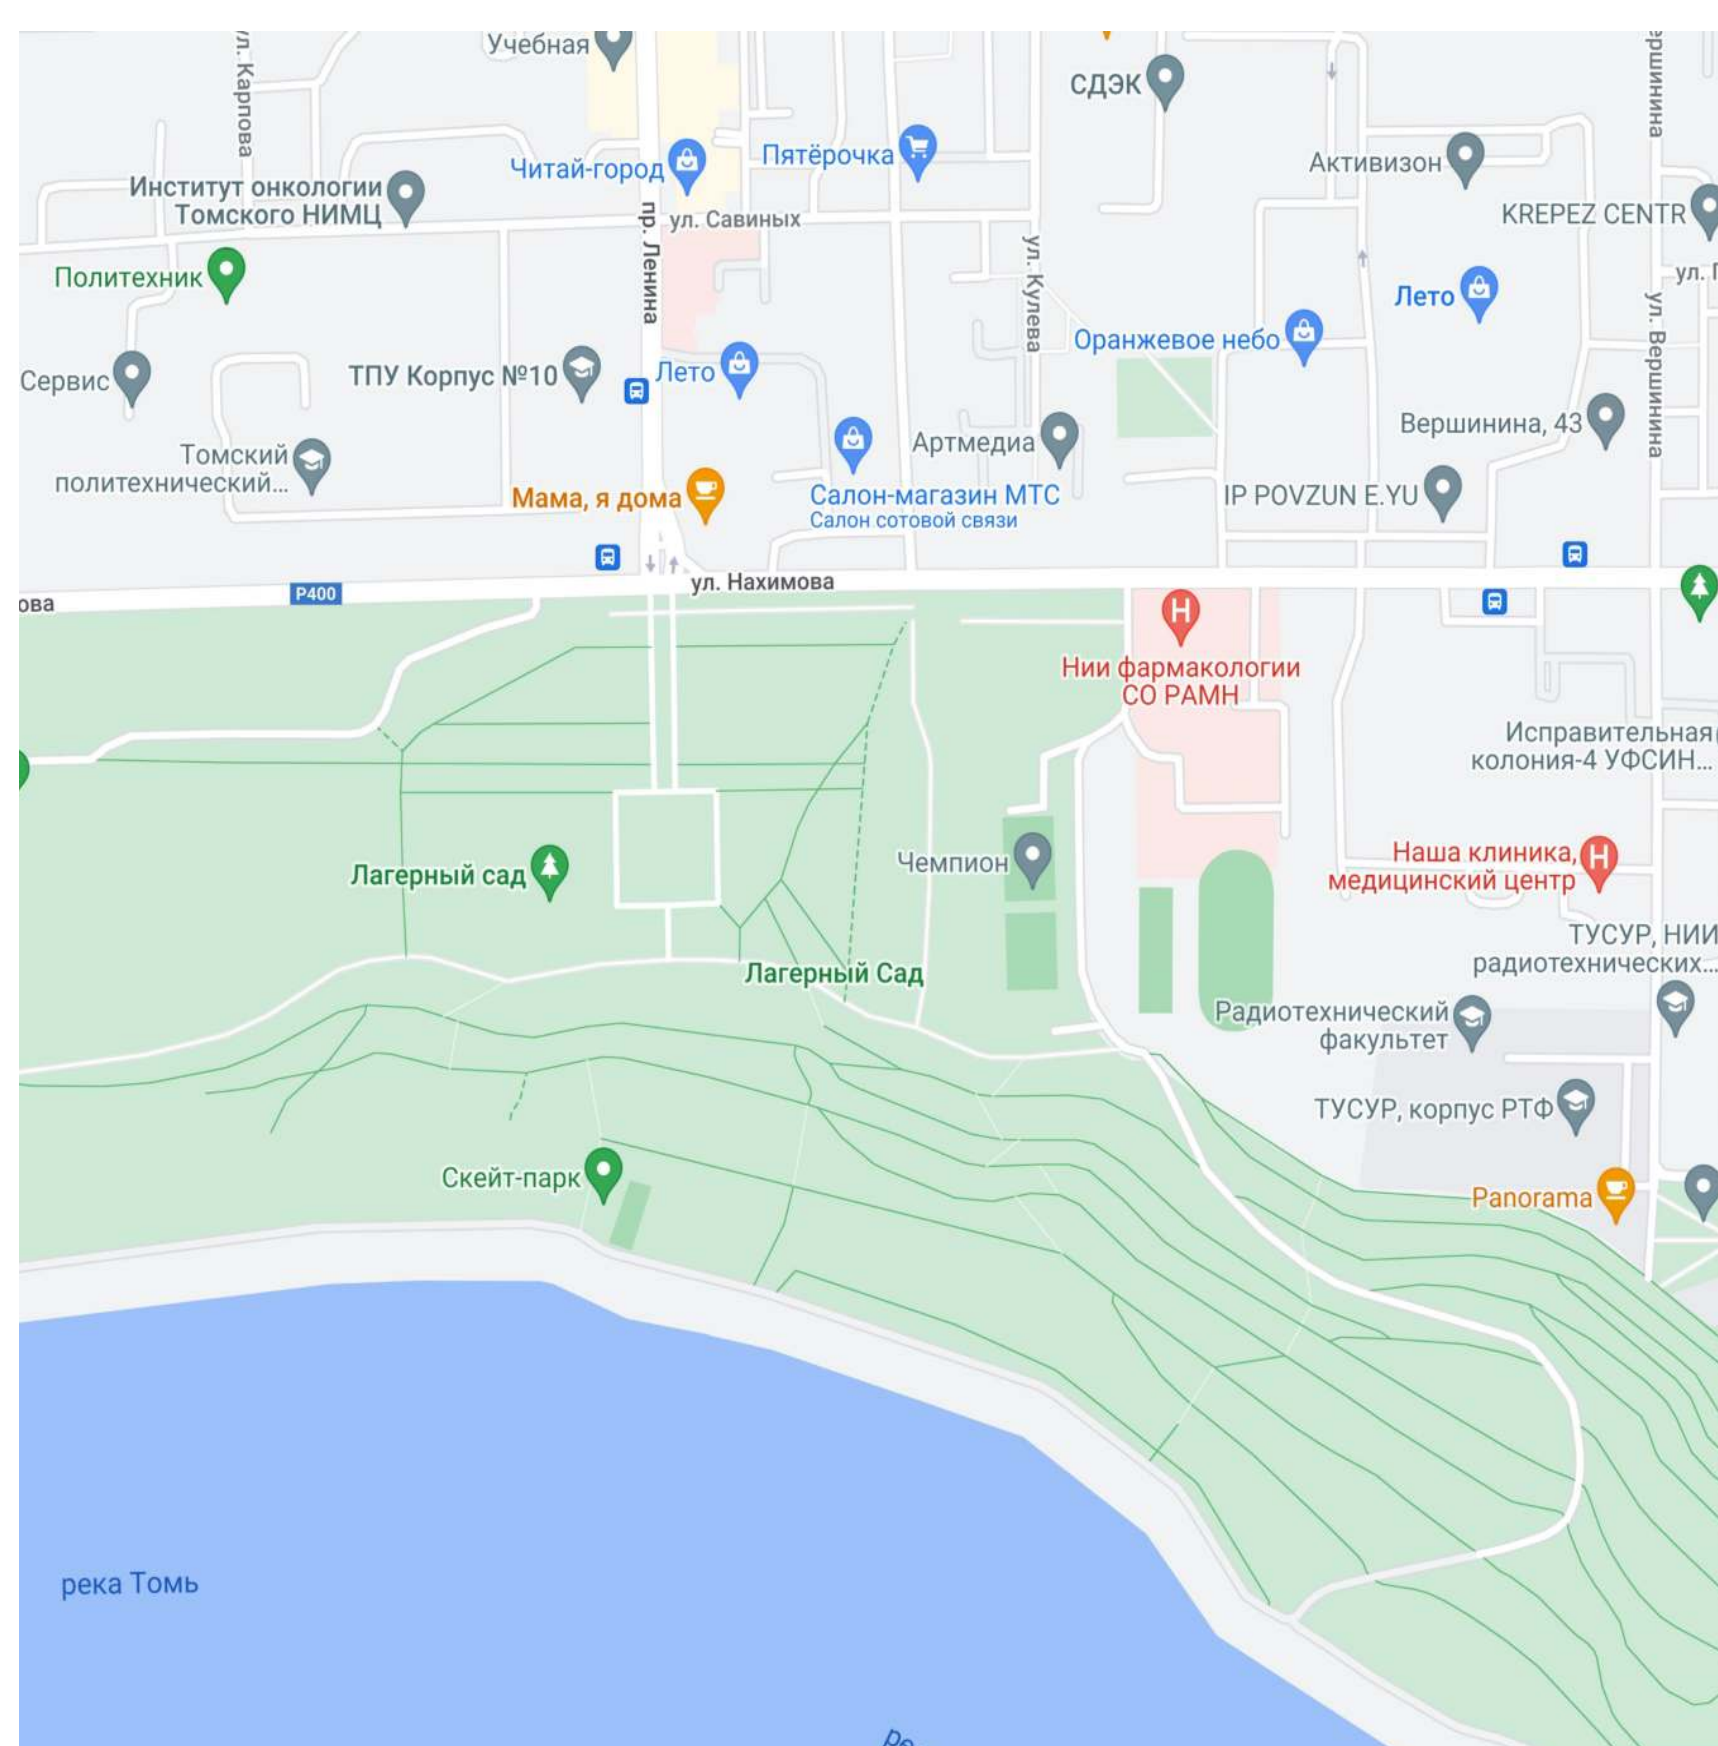 ул. Карпова
Учебная
СДЭК
ершинина
Читай-город
Пятёрочка
Активизон
Институт онкологии
Томского НИМЦ
пр. Ленина
ул. Савиных
KREPEZ CENTR
Политехник
ул. Кулева
Лето
ул. Г
Оранжевое небо
ул. Вершинина
Сервис
ТПУ Корпус №10
Лето
Вершинина, 43
Томский
политехнический...
Артмедиа
Мама, я дома
Салон-магазин МТС
Салон сотовой связи
IP POVZUN E.YU
ова
P400
ул. Нахимова
Нии фармакологии
СО РАМН
Исправительная
колония-4 УФСИН...
Лагерный сад
Чемпион
Наша клиника,
медицинский центр
ТУСУР, НИИ
радиотехнических...
Лагерный Сад
Радиотехнический
факультет
ТУСУР, корпус РТФ
Скейт-парк
Panorama
река Томь
ре